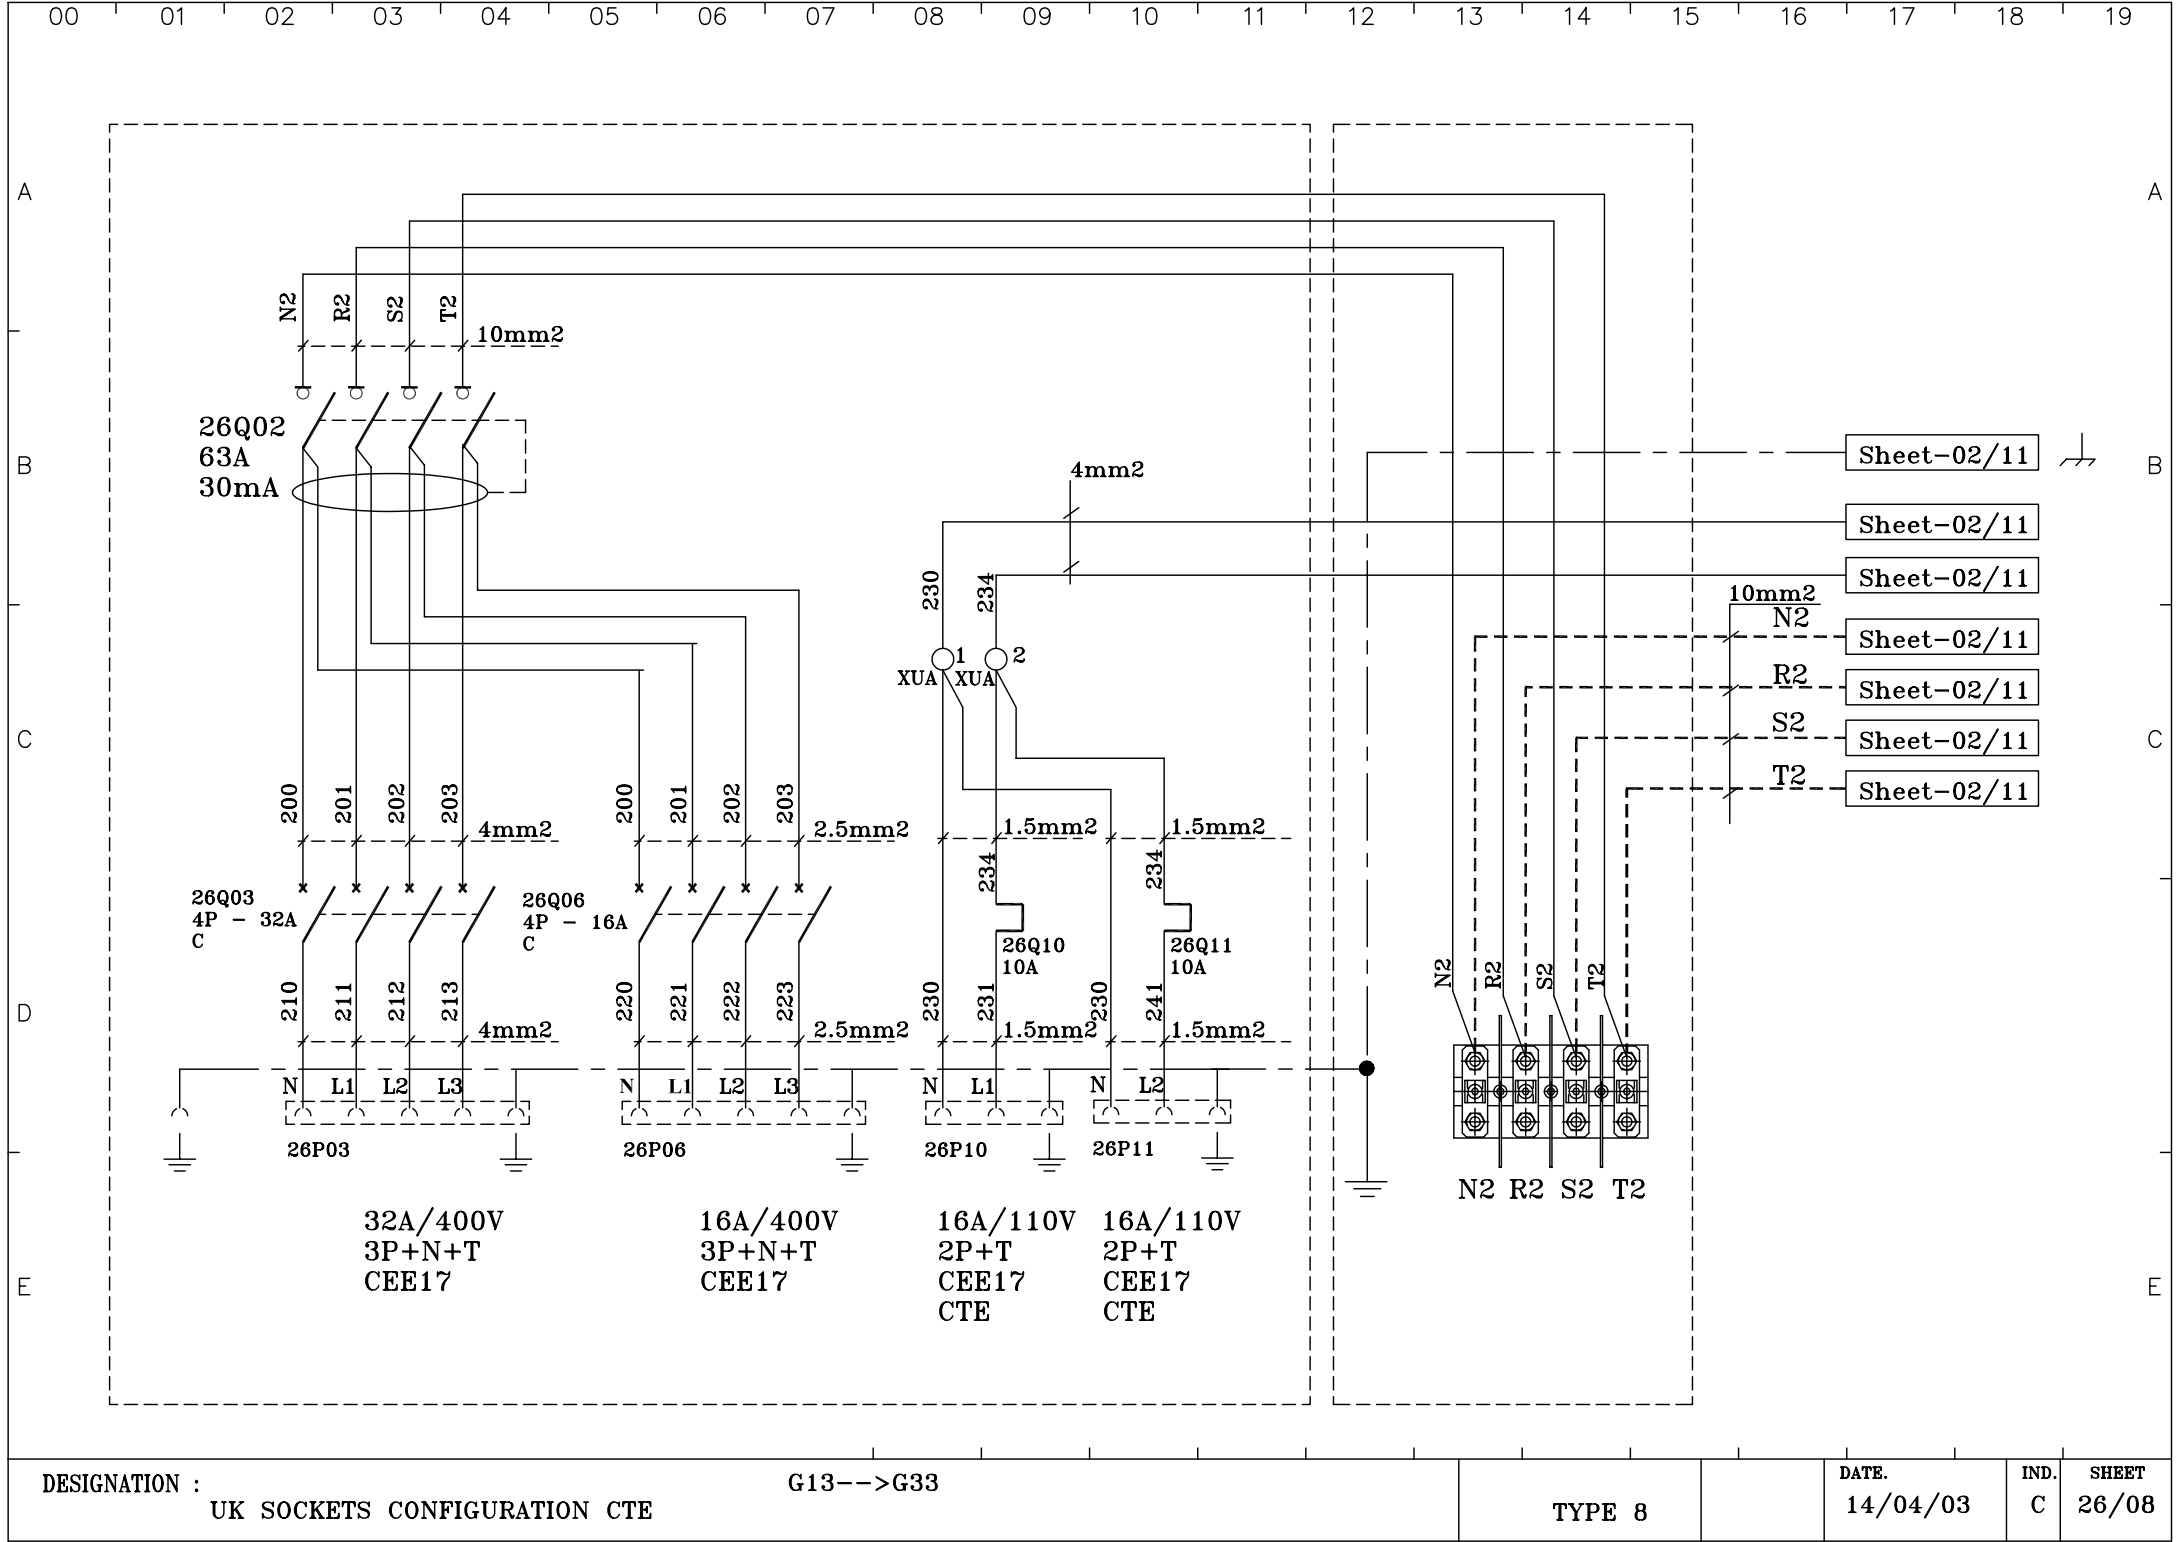 00 01 02 03 04 05 06 07 08 09 10 11 12 13 14 15 16 17 18 19
A A
N2 R2 S2 T2
10mm2
26Q02
63A
30mA
B B
4mm2
Sheet-02/11
Sheet-02/11
Sheet-02/11
230 234
10mm2
N2
Sheet-02/11
1 2
XUA XUA
R2
Sheet-02/11
C C
S2
Sheet-02/11
T2
Sheet-02/11
200 201 202 203
4mm2
200 201 202 203
2.5mm2
1.5mm2
1.5mm2
234 234
26Q03
4P - 32A
C
26Q06
4P - 16A
C
26Q10
10A
26Q11
10A
N2 R2 S2 T2
D D
210 211 212 213
4mm2
220 221 222 223
2.5mm2
230 231
1.5mm2
230 241
1.5mm2
N L1 L2 L3
N L1 L2 L3
N L1
N L2
26P03
26P06
26P10
26P11
N2 R2 S2 T2
32A/400V
3P+N+T
CEE17
16A/400V
3P+N+T
CEE17
16A/110V
2P+T
CEE17
CTE
16A/110V
2P+T
CEE17
CTE
E E
DESIGNATION :
UK SOCKETS CONFIGURATION CTE
G13-->G33
TYPE 8
DATE.
14/04/03
IND.
C
SHEET
26/08